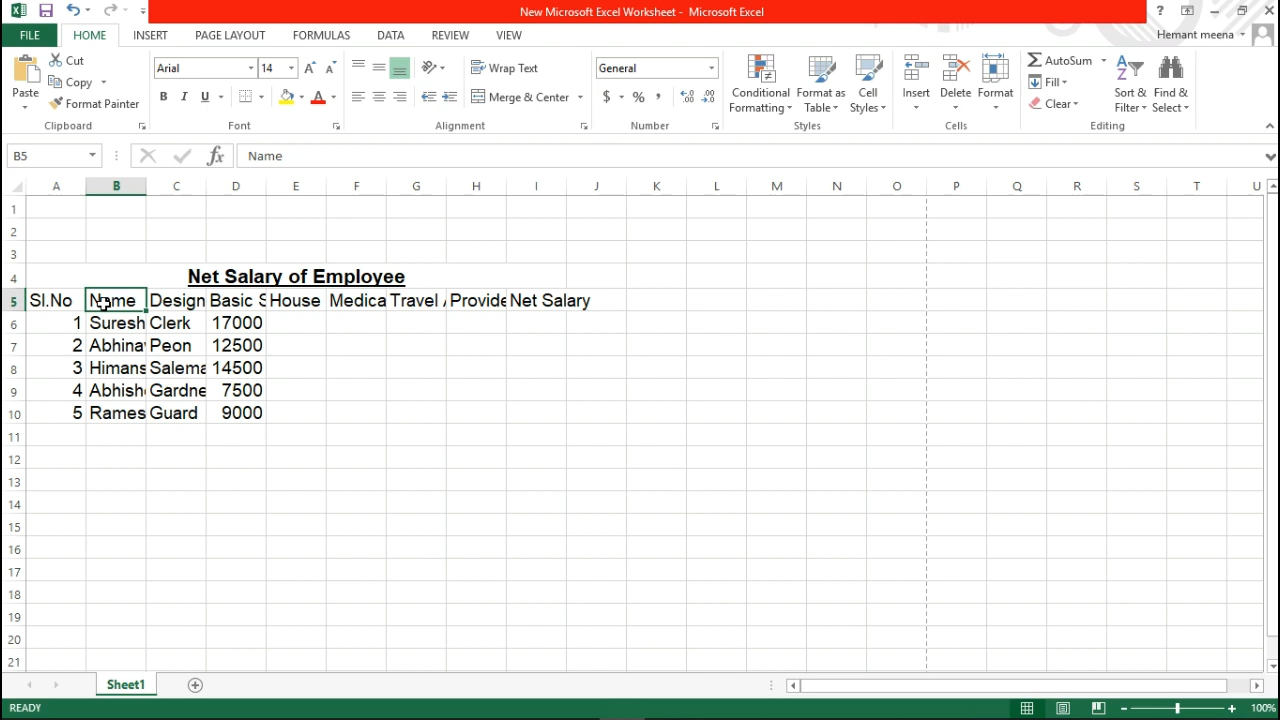 New Microsoft Excel Worksheet - Microsoft Excel
?
FILE HOME INSERT PAGE LAYOUT FORMULAS DATA REVIEW VIEW Hemant meena
Paste Cut Copy Format Painter
Clipboard
Arial 14 A A
B I U A
Font
Wrap Text
Merge & Center
Alignment
General
$ % , .00
Number
Conditional Formatting Format as Table Cell Styles
Styles
Insert Delete Format
Cells
AutoSum Fill Clear Sort & Filter Find & Select
Editing
B5 fx Name
A B C D E F G H I J K L M N O P Q R S T U
1
2
3
4 Net Salary of Employee
5 Sl.No Name Design Basic S House Medica Travel A Provide Net Salary
6 1 Suresh Clerk 17000
7 2 Abhina Peon 12500
8 3 Himans Salema 14500
9 4 Abhish Gardne 7500
10 5 Rames Guard 9000
11
12
13
14
15
16
17
18
19
20
21
Sheet1
READY 100%